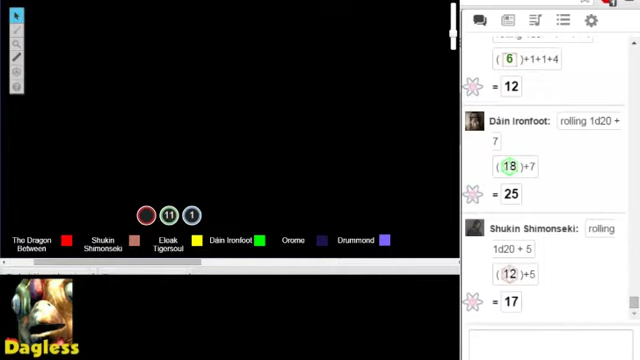 ( 6 )+1+1+4
= 12
Dáin Ironfoot: rolling 1d20 +
7
( 18 )+7
= 25
Shukin Shimonseki: rolling
1d20 + 5
( 12 )+5
= 17
11 1
The Dragon
Between
Shukin
Shimonseki
Eloak
Tigersoul
Dáin Ironfoot
Orome
Drummond
Dagless